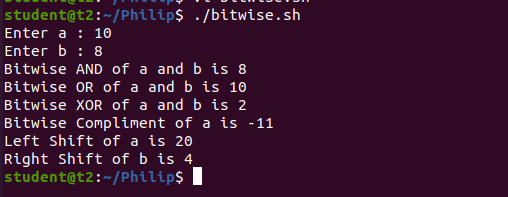 student@t2:~/Philip$ ./bitwise.sh
Enter a : 10
Enter b : 8
Bitwise AND of a and b is 8
Bitwise OR of a and b is 10
Bitwise XOR of a and b is 2
Bitwise Compliment of a is -11
Left Shift of a is 20
Right Shift of b is 4
student@t2:~/Philip$